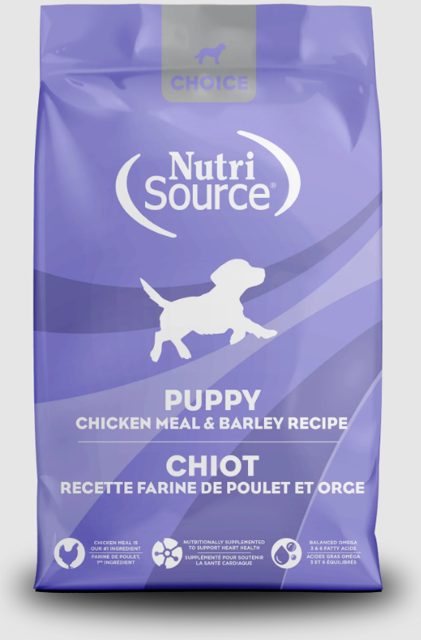 CHOICE
Nutri
Source®
PUPPY
CHICKEN MEAL & BARLEY RECIPE
CHIOT
RECETTE FARINE DE POULET ET ORGE
CHICKEN MEAL IS
OUR #1 INGREDIENT
FARINE DE POULET,
1ER INGRÉDIENT
NUTRITIONALLY SUPPLEMENTED
TO SUPPORT HEART HEALTH
SUPPLÉMENTÉ POUR SOUTENIR
LA SANTÉ CARDIAQUE
BALANCED OMEGA
3 & 6 FATTY ACIDS
ACIDES GRAS OMÉGA
3 ET 6 ÉQUILIBRÉS